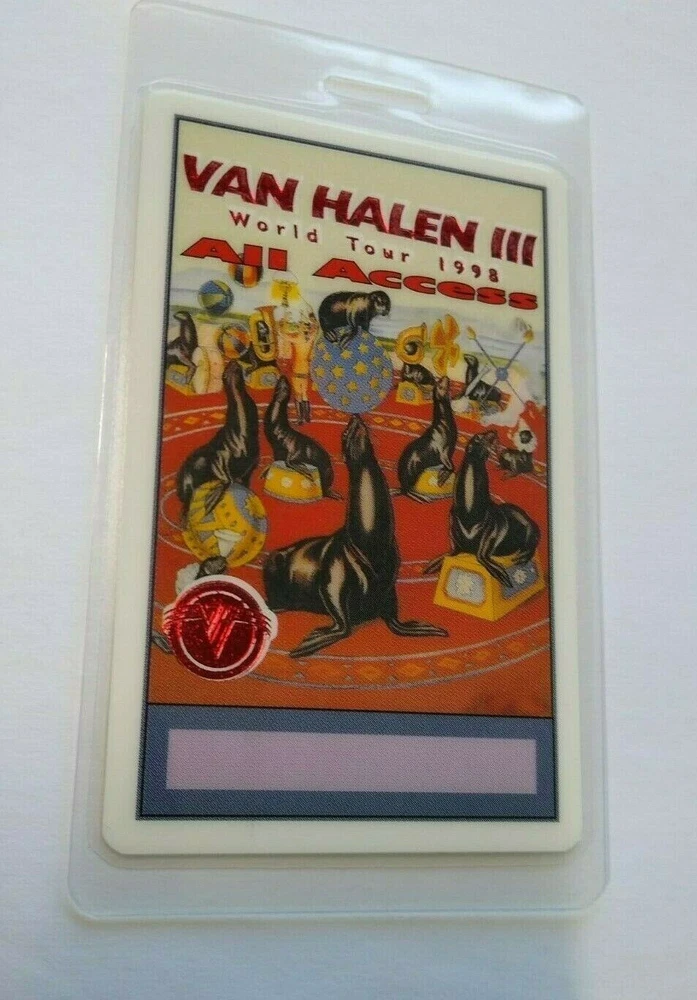 VAN HALEN III
World Tour 1998
All Access